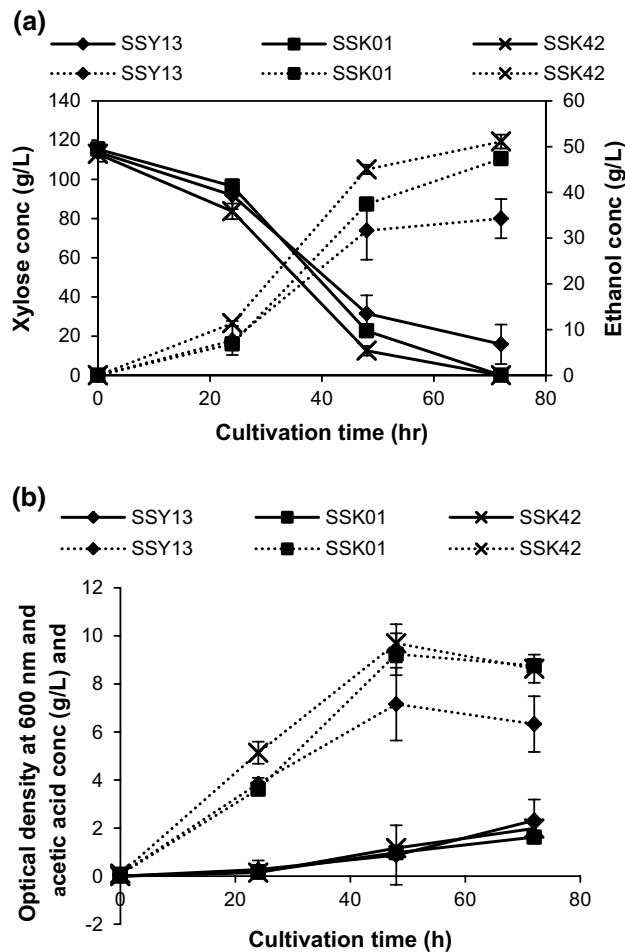 (a)
SSY13 SSK01 SSK42
SSY13 SSK01 SSK42
140
120
100
80
60
40
20
0
Xylose conc (g/L)
60
50
40
30
20
10
0
Ethanol conc (g/L)
0 20 40 60 80
Cultivation time (hr)
(b)
SSY13 SSK01 SSK42
SSY13 SSK01 SSK42
12
10
8
6
4
2
0
-2
Optical density at 600 nm and
acetic acid conc (g/L) and
0 20 40 60 80
Cultivation time (h)